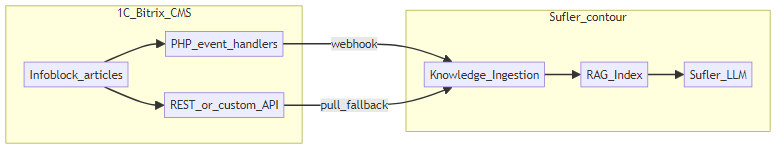 1C_Bitrix_CMS
Infoblock_articles
PHP_event_handlers
REST_or_custom_API
webhook
pull_fallback
Sufler_contour
Knowledge_Ingestion
RAG_Index
Sufler_LLM